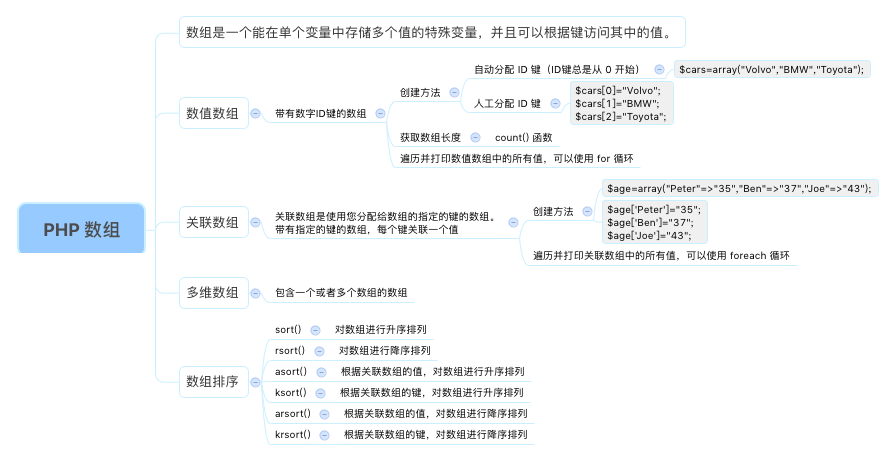 PHP 数组
数组是一个能在单个变量中存储多个值的特殊变量，并且可以根据键访问其中的值。
数值数组
带有数字ID键的数组
创建方法
自动分配 ID 键（ID键总是从 0 开始）
$cars=array("Volvo","BMW","Toyota");
人工分配 ID 键
$cars[0]="Volvo";
$cars[1]="BMW";
$cars[2]="Toyota";
获取数组长度
count() 函数
遍历并打印数值数组中的所有值，可以使用 for 循环
关联数组
关联数组是使用您分配给数组的指定的键的数组。
带有指定的键的数组，每个键关联一个值
创建方法
$age=array("Peter"=>"35","Ben"=>"37","Joe"=>"43");
$age['Peter']="35";
$age['Ben']="37";
$age['Joe']="43";
遍历并打印关联数组中的所有值，可以使用 foreach 循环
多维数组
包含一个或者多个数组的数组
数组排序
sort()
对数组进行升序排列
rsort()
对数组进行降序排列
asort()
根据关联数组的值，对数组进行升序排列
ksort()
根据关联数组的键，对数组进行升序排列
arsort()
根据关联数组的值，对数组进行降序排列
krsort()
根据关联数组的键，对数组进行降序排列